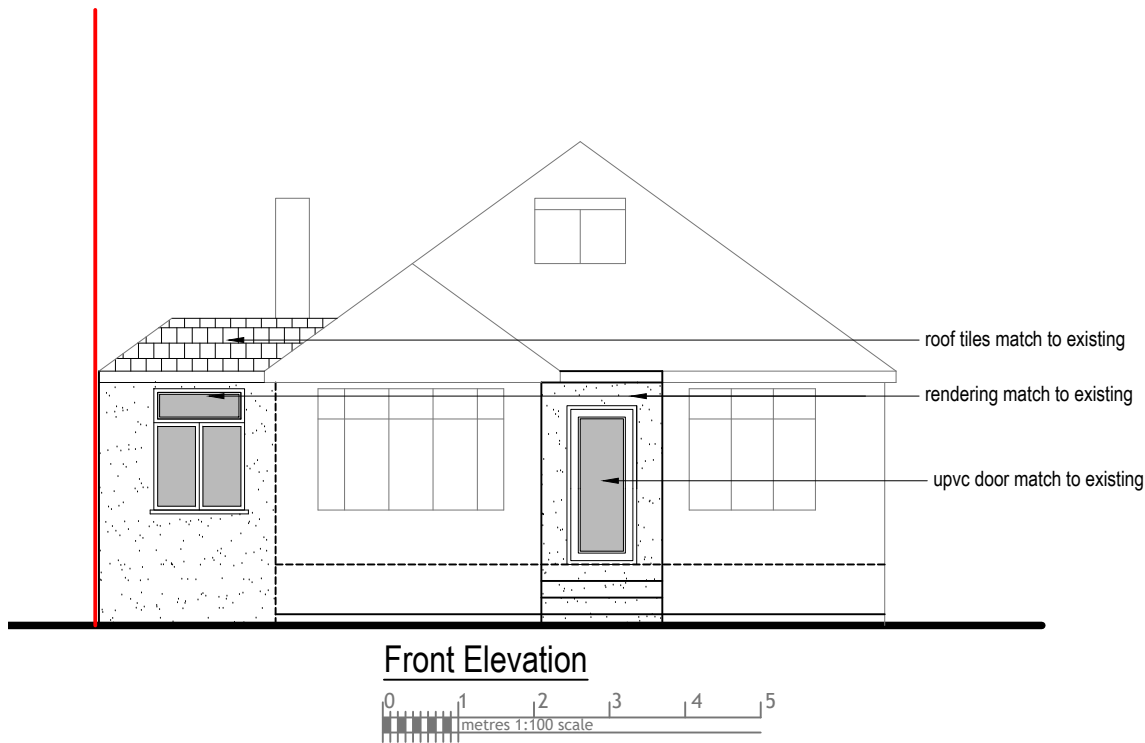 roof tiles match to existing
rendering match to existing
upvc door match to existing
Front Elevation
0 1 2 3 4 5
metres 1:100 scale